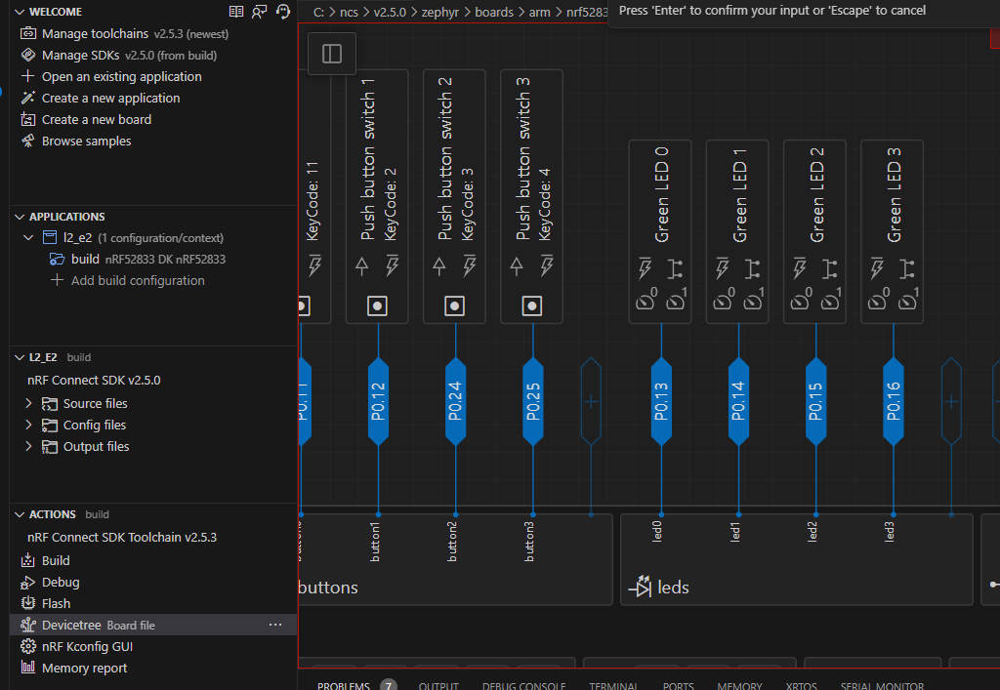 WELCOME
Manage toolchains v2.5.3 (newest)
Manage SDKs v2.5.0 (from build)
Open an existing application
Create a new application
Create a new board
Browse samples
APPLICATIONS
l2_e2 (1 configuration/context)
build nRF52833 DK nRF52833
Add build configuration
L2_E2 build
nRF Connect SDK v2.5.0
Source files
Config files
Output files
ACTIONS build
nRF Connect SDK Toolchain v2.5.3
Build
Debug
Flash
Devicetree Board file ...
nRF Kconfig GUI
Memory report
C: > ncs > v2.5.0 > zephyr > boards > arm > nrf5283
Press 'Enter' to confirm your input or 'Escape' to cancel
KeyCode: 11
Push button switch 1
KeyCode: 2
Push button switch 2
KeyCode: 3
Push button switch 3
KeyCode: 4
Green LED 0
Green LED 1
Green LED 2
Green LED 3
0 1
0 1
0 1
0 1
P0.11
P0.12
P0.24
P0.25
P0.13
P0.14
P0.15
P0.16
button1
button2
button3
led0
led1
led2
led3
buttons
leds
PROBLEMS 7
OUTPUT
DEBUG CONSOLE
TERMINAL
PORTS
MEMORY
XRTOS
SERIAL MONITOR